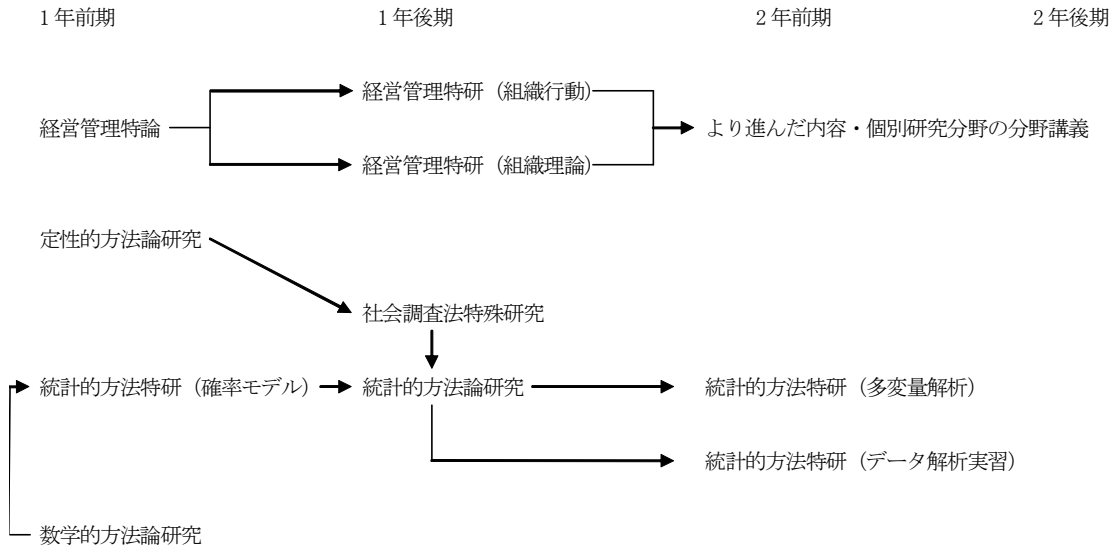 1年前期 1年後期 2年前期 2年後期
経営管理特研（組織行動）
経営管理特論 より進んだ内容・個別研究分野の分野講義
経営管理特研（組織理論）
定性的方法論研究
社会調査法特殊研究
統計的方法特研（確率モデル） 統計的方法論研究 統計的方法特研（多変量解析）
統計的方法特研（データ解析実習）
数学的方法論研究